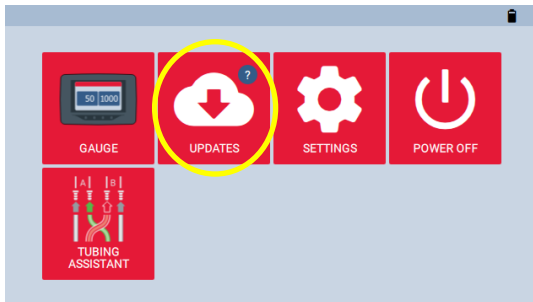 50 1000
?
GAUGE
UPDATES
SETTINGS
POWER OFF
A B
TUBING
ASSISTANT